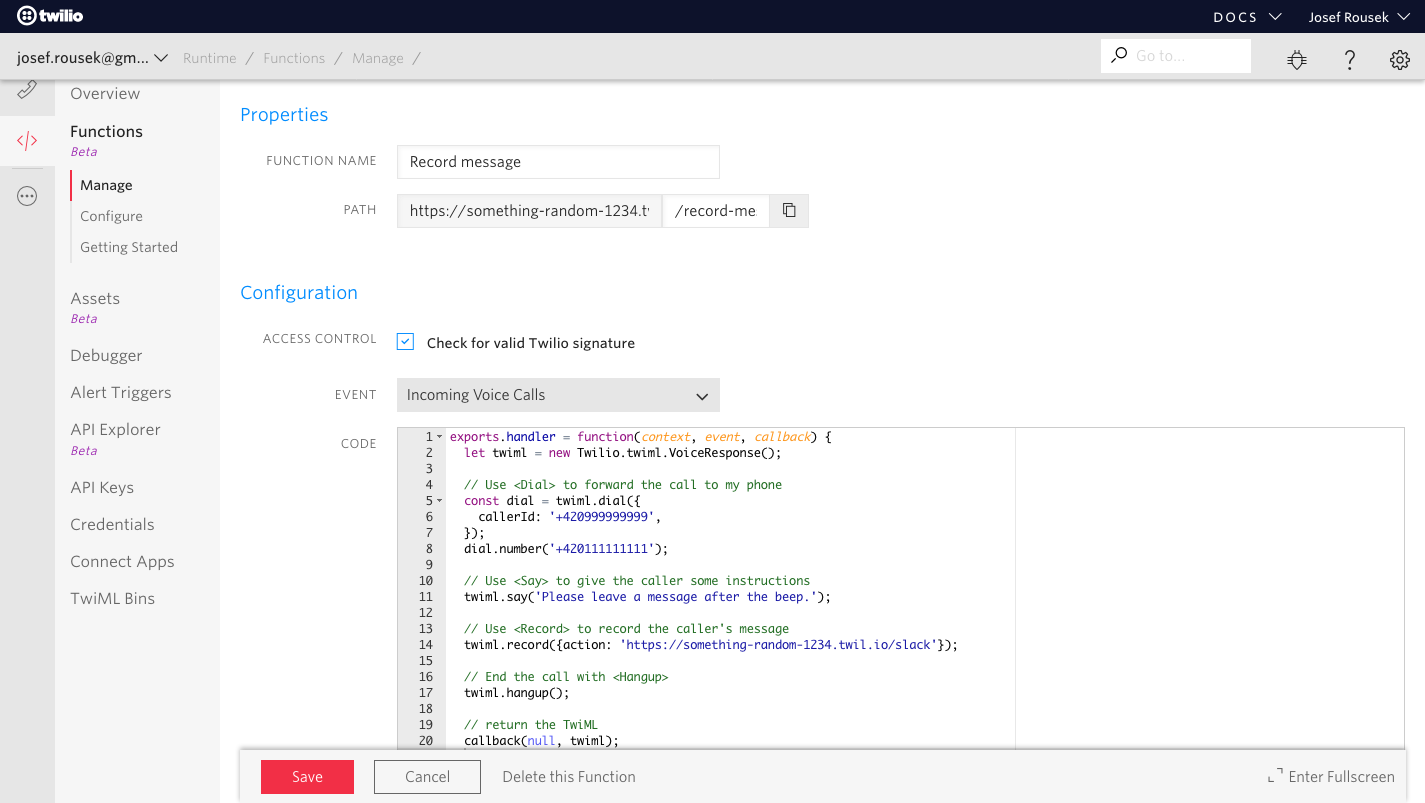 twilio
DOCS Josef Rousek
josef.rousek@gm... Runtime / Functions / Manage / Go to... ?
Overview
Functions
Beta
Manage
Configure
Getting Started
Assets
Beta
Debugger
Alert Triggers
API Explorer
Beta
API Keys
Credentials
Connect Apps
TwiML Bins
Properties
FUNCTION NAME Record message
PATH https://something-random-1234.t /record-me
Configuration
ACCESS CONTROL Check for valid Twilio signature
EVENT Incoming Voice Calls
CODE
1 exports.handler = function(context, event, callback) {
2 let twiml = new Twilio.twiml.VoiceResponse();
3
4 // Use <Dial> to forward the call to my phone
5 const dial = twiml.dial({
6 callerId: '+420999999999',
7 });
8 dial.number('+420111111111');
9
10 // Use <Say> to give the caller some instructions
11 twiml.say('Please leave a message after the beep.');
12
13 // Use <Record> to record the caller's message
14 twiml.record({action: 'https://something-random-1234.twil.io/slack'});
15
16 // End the call with <Hangup>
17 twiml.hangup();
18
19 // return the TwiML
20 callback(null, twiml);
Save Cancel Delete this Function Enter Fullscreen